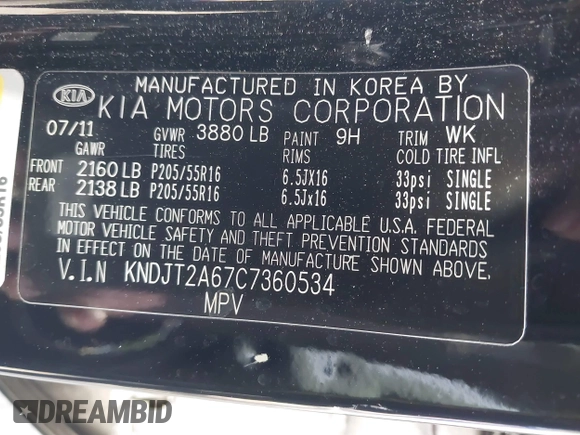 MANUFACTURED IN KOREA BY
KIA KIA MOTORS CORPORATION
07/11 GVWR 3880 LB PAINT 9H TRIM WK
GAWR TIRES RIMS COLD TIRE INFL
FRONT 2160 LB P205/55R16 6.5JX16 33psi SINGLE
REAR 2138 LB P205/55R16 6.5Jx16 33psi SINGLE
THIS VEHICLE CONFORMS TO ALL APPLICABLE U.S.A. FEDERAL
MOTOR VEHICLE SAFETY AND THEFT PREVENTION STANDARDS
IN EFFECT ON THE DATE OF MANUFACTURE SHOWN ABOVE.
V.I.N KNDJT2A67C7360534
MPV
DREAMBID